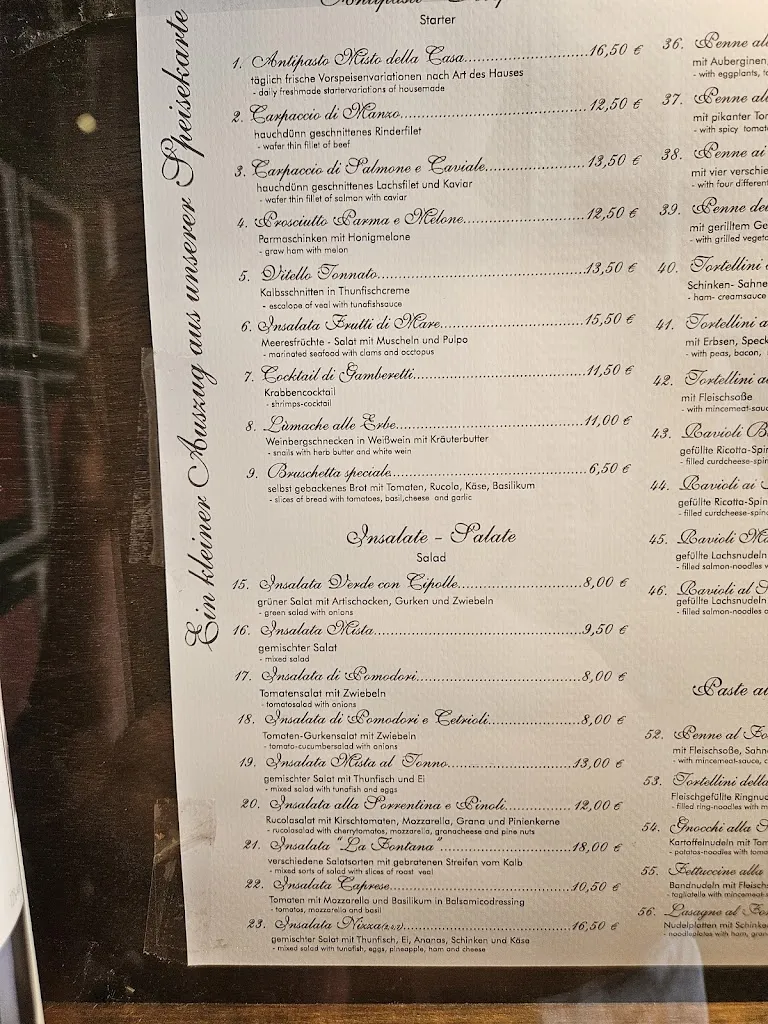 Ein kleiner Auszug aus unserer Speisekarte
Starter
1. Antipasto Misto della Casa 16,50 €
täglich frische Vorspeisenvariationen nach Art des Hauses
- daily freshmade startervariations of housemade
2. Carpaccio di Manzo 12,50 €
hauchdünn geschnittenes Rinderfilet
- wafer thin fillet of beef
3. Carpaccio di Salmone e Caviale 13,50 €
hauchdünn geschnittenes Lachsfilet und Kaviar
- wafer thin fillet of salmon with caviar
4. Prosciutto Parma e Melone 12,50 €
Parmaschinken mit Honigmelone
- graw ham with melon
5. Vitello Tonnato 13,50 €
Kalbsschnitten in Thunfischcreme
- escalope of veal with tunafishsauce
6. Insalata Frutti di Mare 15,50 €
Meeresfrüchte - Salat mit Muscheln und Pulpo
- marinated seafood with clams and occtopus
7. Cocktail di Gamberetti 11,50 €
Krabbencocktail
- shrimps-cocktail
8. Lùmache alle Erbe 11,00 €
Weinbergschnecken in Weißwein mit Kräuterbutter
- snails with herb butter and white wein
9. Bruschetta speciale 6,50 €
selbst gebackenes Brot mit Tomaten, Rucola, Käse, Basilikum
- slices of bread with tomatoes, basil,cheese and garlic
Insalate - Salate
Salad
15. Insalata Verde con Cipolle 8,00 €
grüner Salat mit Artischocken, Gurken und Zwiebeln
- green salad with onions
16. Insalata Mista 9,50 €
gemischter Salat
- mixed salad
17. Insalata di Pomodori 8,00 €
Tomatensalat mit Zwiebeln
- tomatosalad with onions
18. Insalata di Pomodori e Cetrioli 8,00 €
Tomaten-Gurkensalat mit Zwiebeln
- tomato-cucumbersalad with onions
19. Insalata Mista al Tonno 13,00 €
gemischter Salat mit Thunfisch und Ei
- mixed salad with tunafish and eggs
20. Insalata alla Sorrentina e Pinoli 12,00 €
Rucolasalat mit Kirschtomaten, Mozzarella, Grana und Pinienkerne
- rucolasalad with cherrytomatos, mozzarella, granacheese and pine nuts
21. Insalata "La Fontana" 18,00 €
verschiedene Salatsorten mit gebratenen Streifen vom Kalb
- mixed sorts of salad with slices of roast veal
22. Insalata Caprese 10,50 €
Tomaten mit Mozzarella und Basilikum in Balsamicodressing
- tomatos, mozzarella and basil
23. Insalata Nizza(2,4,7) 16,50 €
gemischter Salat mit Thunfisch, Ei, Ananas, Schinken und Käse
- mixed salad with tunafish, eggs, pineapple, ham and cheese
36. Penne
mit Auberginen,
- with eggplants,
37. Penne
mit pikanter
- with spicy
38. Penne ai
mit vier
- with four different
39. Penne
mit gerilltem
- with grilled
40. Tortellini
Schinken- Sahne
- ham- creamsauce
41. Tortellini
mit Erbsen, Speck
- with peas, bacon,
42. Tortellini
mit Fleischsoße
- with mincemeat-
43. Ravioli
gefüllte Ricotta-
- filled curdcheese-
44. Ravioli ai
gefüllte Ricotta-
- filled curdcheese-
45. Ravioli
gefüllte Lachsnudeln
- filled salmon-noodles
46. Ravioli al
gefüllte Lachsnudeln
- filled salmon-noodles
Paste
52. Penne al
mit Fleischsoße,
- with mincemeat-sauce,
53. Tortellini
Fleischgefüllte
- filled ring-noodles with
54. Gnocchi alla
Kartoffelnudeln mit
- potatos-noodles with
55. Fettuccine alla
Bandnudeln mit
- tagliatelle with
56. Lasagne al
Nudelplatten mit
- noodleplates with ham,